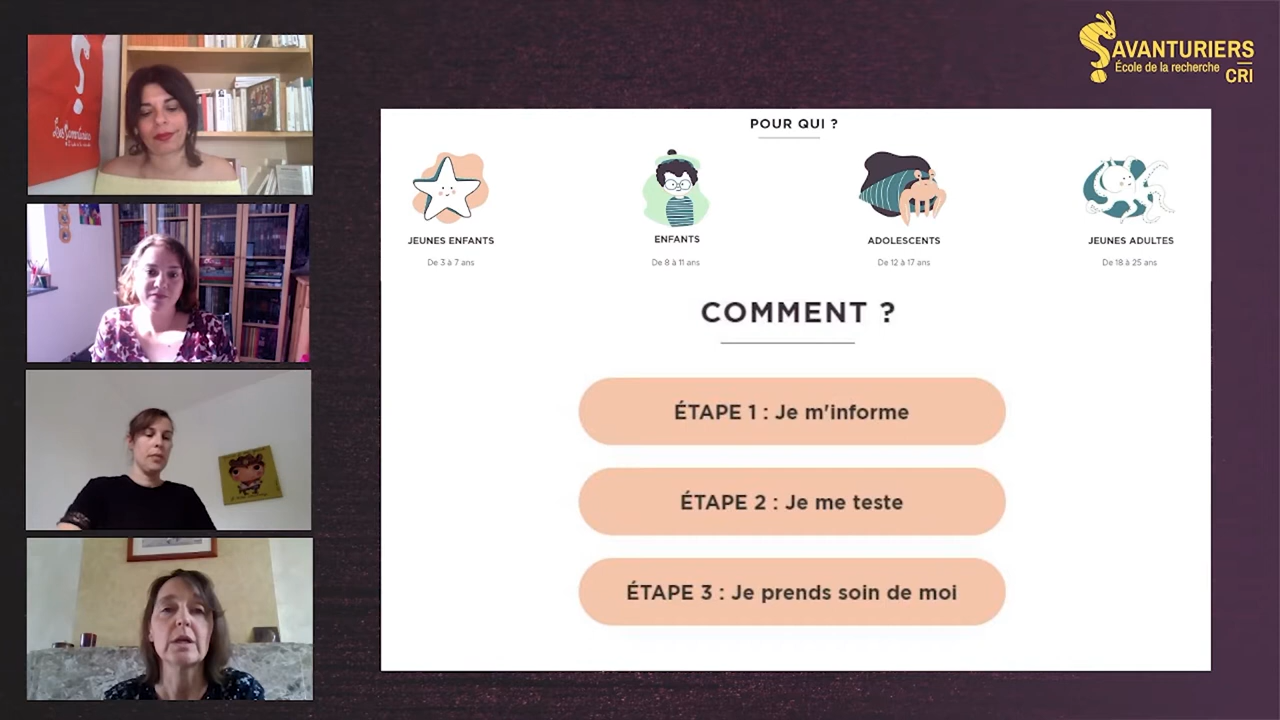 SAVANTURIERS
École de la recherche
CRI
POUR QUI ?
JEUNES ENFANTS
De 3 à 7 ans
ENFANTS
De 8 à 11 ans
ADOLESCENTS
De 12 à 17 ans
JEUNES ADULTES
De 18 à 25 ans
COMMENT ?
ÉTAPE 1 : Je m'informe
ÉTAPE 2 : Je me teste
ÉTAPE 3 : Je prends soin de moi